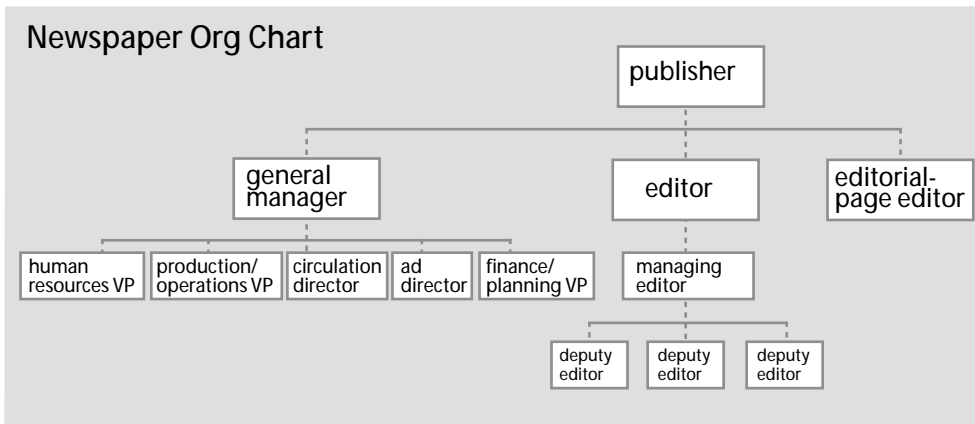 Newspaper Org Chart
publisher
general
manager
editor
editorial-
page editor
human
resources VP
production/
operations VP
circulation
director
ad
director
finance/
planning VP
managing
editor
deputy
editor
deputy
editor
deputy
editor